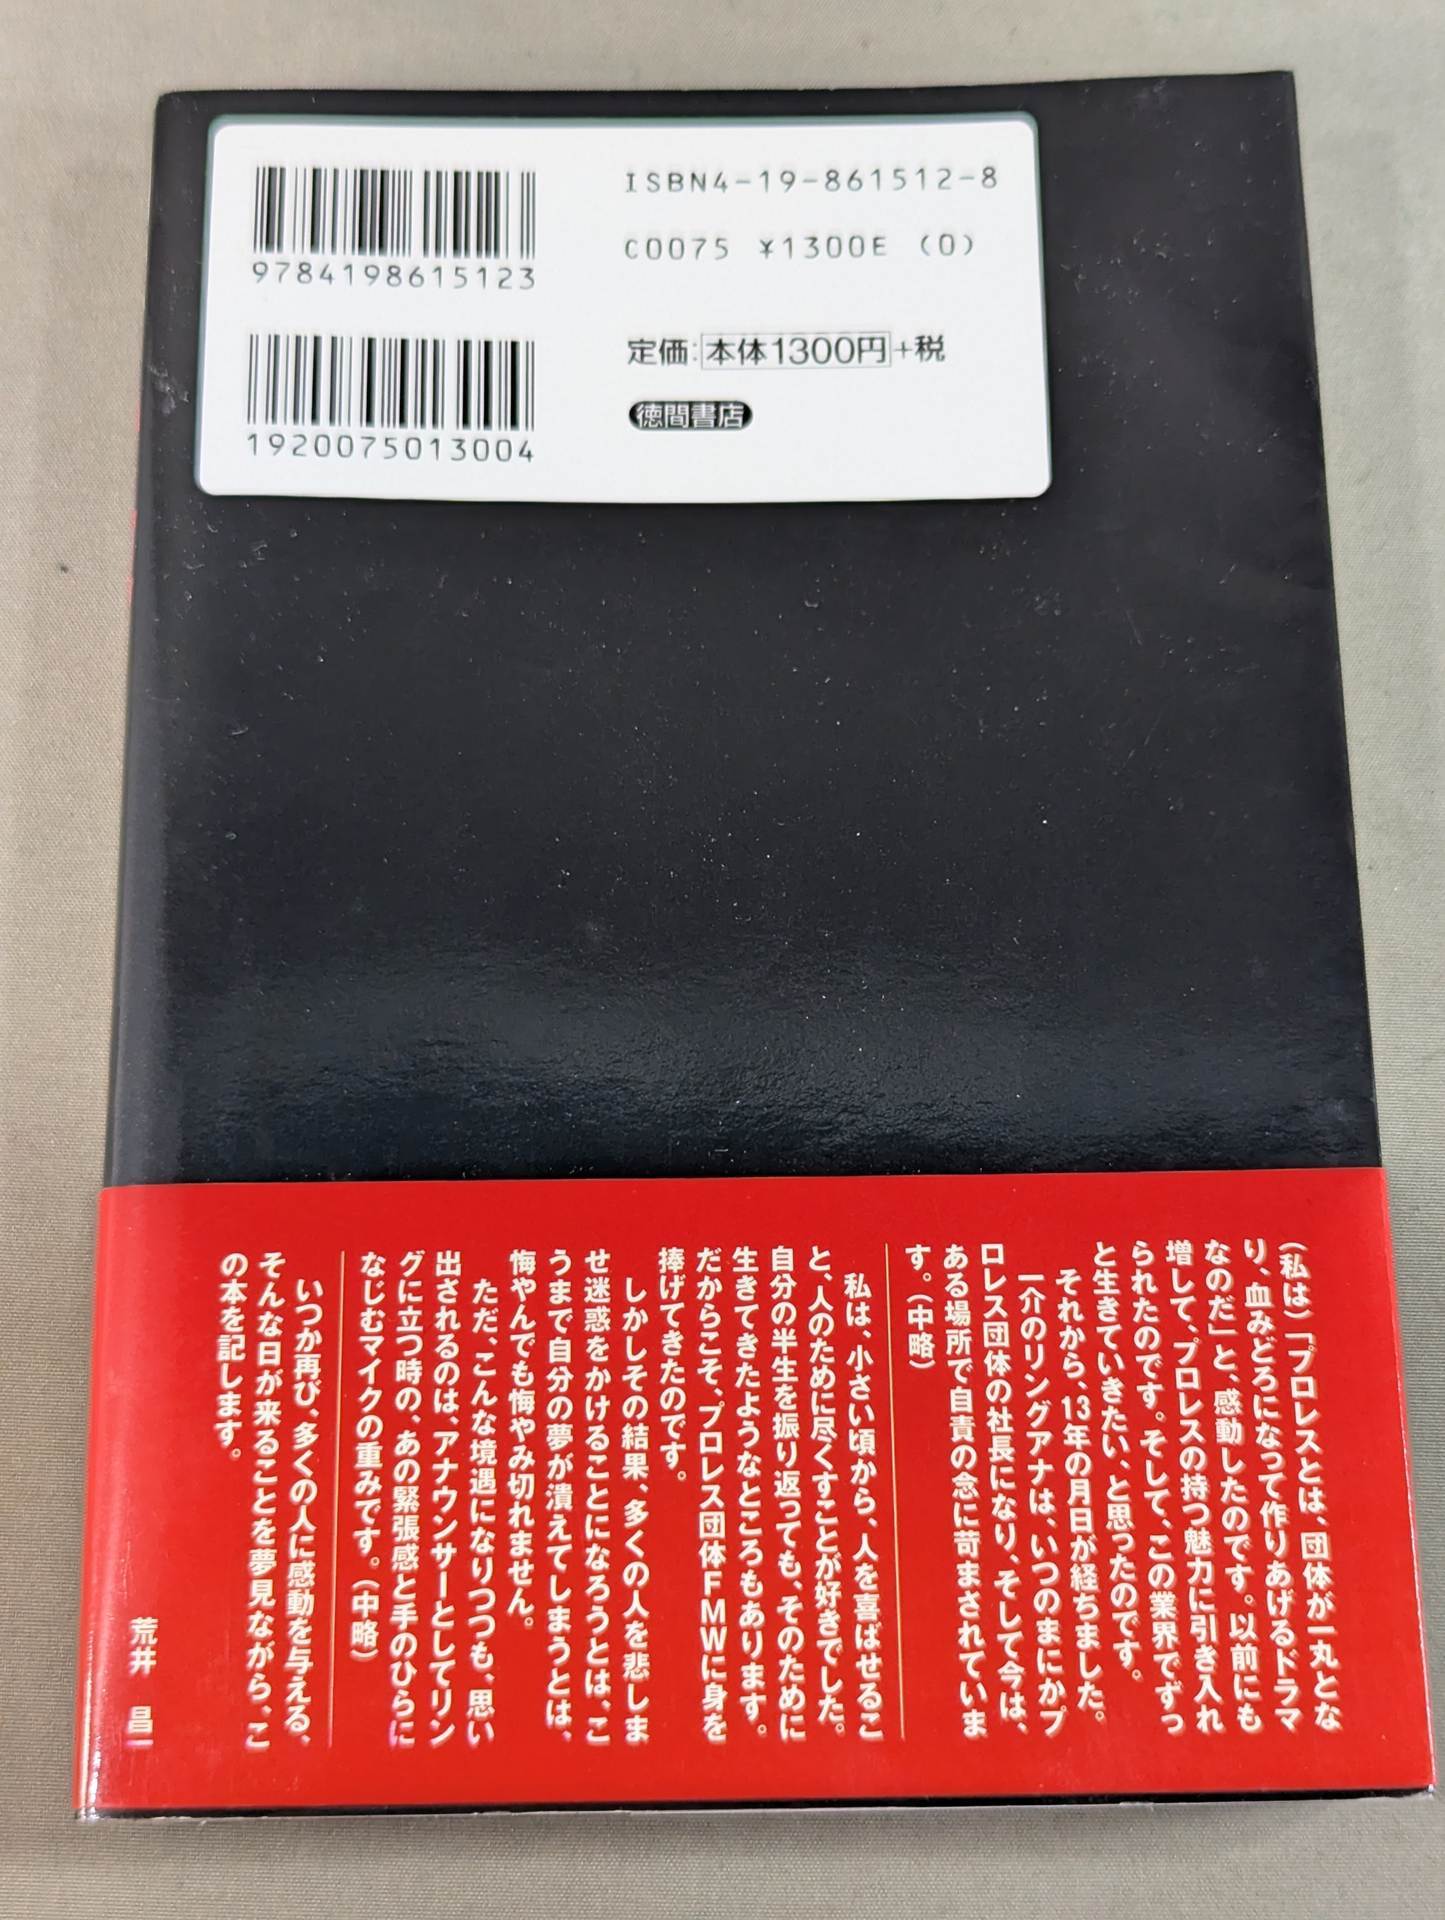 ISBN4-19-861512-8
C0075 ¥1300E (0)
9784198615123
定価:本体1300円+税
徳間書店
1920075013004
(私は)「プロレスとは、団体が一丸とな
り、血みどろになって作りあげるドラマ
なのだ」と、感動したのです。以前にも
増して、プロレスの持つ魅力に引き入れ
られたのです。そして、この業界でずっ
と生きていきたい、と思ったのです。
それから、13年の月日が経ちました。
一介のリングアナは、いつのまにかプ
ロレス団体の社長になり、そして今は、
ある場所で自責の念に苛まされていま
す。(中略)
私は、小さい頃から、人を喜ばせるこ
と、人のために尽くすことが好きでした。
自分の半生を振り返っても、そのために
生きてきたようなところもあります。
だからこそ、プロレス団体FMWに身を
捧げてきたのです。
しかしその結果、多くの人を悲しま
せ迷惑をかけることになろうとは、こ
うまで自分の夢が潰えてしまうとは、
悔やんでも悔やみ切れません。
ただ、こんな境遇になりつつも、思い
出されるのは、アナウンサーとしてリン
グに立つ時の、あの緊張感と手のひらに
なじむマイクの重みです。(中略)
いつか再び、多くの人に感動を与える、
そんな日が来ることを夢見ながら、こ
の本を記します。
荒井 昌一